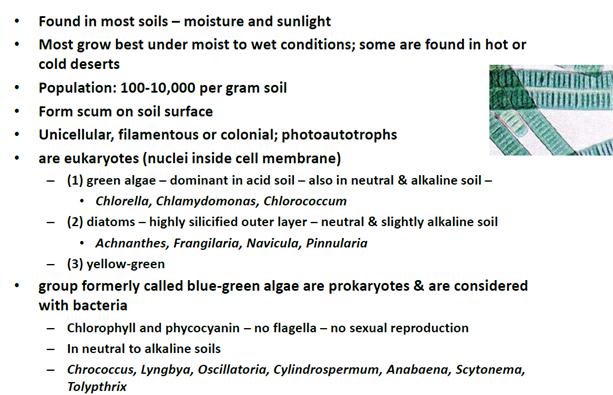 • Found in most soils – moisture and sunlight
• Most grow best under moist to wet conditions; some are found in hot or
cold deserts
• Population: 100-10,000 per gram soil
• Form scum on soil surface
• Unicellular, filamentous or colonial; photoautotrophs
• are eukaryotes (nuclei inside cell membrane)
– (1) green algae – dominant in acid soil – also in neutral & alkaline soil –
• Chlorella, Chlamydomonas, Chlorococcum
– (2) diatoms – highly silicified outer layer – neutral & slightly alkaline soil
• Achnanthes, Frangilaria, Navicula, Pinnularia
– (3) yellow-green
• group formerly called blue-green algae are prokaryotes & are considered
with bacteria
– Chlorophyll and phycocyanin – no flagella – no sexual reproduction
– In neutral to alkaline soils
– Chrococcus, Lyngbya, Oscillatoria, Cylindrospermum, Anabaena, Scytonema,
Tolypthrix